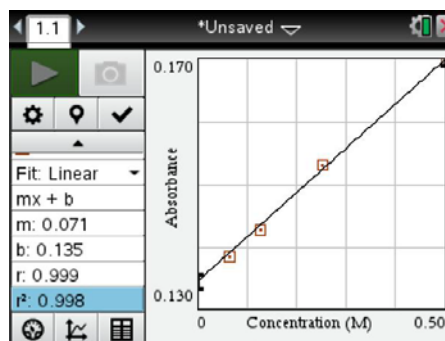 1.1
*Unsaved
Fit: Linear
mx + b
m: 0.071
b: 0.135
r: 0.999
r²: 0.998
0.170
Absorbance
0.130
0
Concentration (M)
0.50